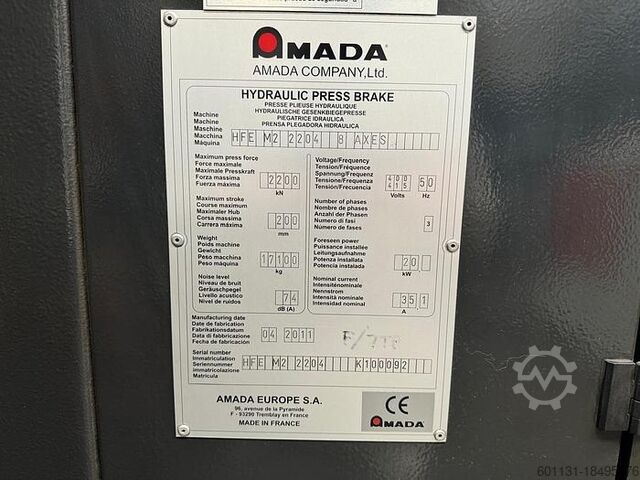 AMADA®
AMADA COMPANY,Ltd.
HYDRAULIC PRESS BRAKE
PRESSE PLIEUSE HYDRAULIQUE
HYDRAULISCHE GESENKBIEGEPRESSE
PIEGATRICE IDRAULICA
PRENSA PLEGADORA HIDRAULICA
Machine
Machine
Maschine
Macchina
Máquina
HFE M2 2204 8 AXES
Maximum press force
Force maximale
Maximale Presskraft
Forza massima
Fuerza máxima
2200
kN
Maximum stroke
Course maximum
Maximaler Hub
Corsa massima
Carrera máxima
200
mm
Weight
Poids machine
Gewicht
Peso macchina
Peso máquina
17100
kg
Noise level
Niveau de bruit
Geräuschpegel
Livello acustico
Nivel de ruidos
74
dB (A)
Voltage/Frequency
Tension/Fréquence
Spannung/Frequenz
Tensione/Frequenza
Tensión/Frecuencia
400
415
Volts
50
Hz
Number of phases
Nombre de phases
Anzahl der Phasen
Numero di fasi
Número de fases
3
Foreseen power
Puissance installée
Leitungsaufnahme
Potenza installata
Potencia instalada
20
kW
Nominal current
Intensiténominale
Nennstrom
Intensità nominale
Intensidad nominal
35,1
A
Manufacturing date
Date de fabrication
Fabrikationsdatum
Data di fabbricazione
Fecha de fabricación
04 2011
Serial number
Immatriculation
Seriennummer
immatricolazione
Matrícula
HFE M2 2204 K100092
AMADA EUROPE S.A.
96, avenue de la Pyramide
F - 93290 Tremblay en France
MADE IN FRANCE
CE
AMADA
601131-18495576